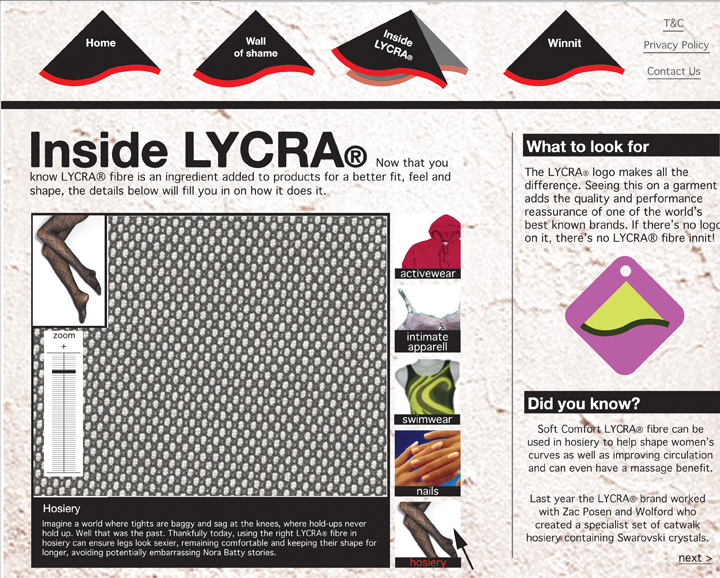 Home
Wall
of shame
Inside
LYCRA®
Winnit
T&C
Privacy Policy
Contact Us
Inside LYCRA® Now that you
know LYCRA® fibre is an ingredient added to products for a better fit, feel and
shape, the details below will fill you in on how it does it.
zoom
+
activewear
intimate
apparell
swimwear
nails
hosiery
Hosiery
Imagine a world where tights are baggy and sag at the knees, where hold-ups never
hold up. Well that was the past. Thankfully today, using the right LYCRA® fibre in
hosiery can ensure legs look sexier, remaining comfortable and keeping their shape for
longer, avoiding potentially embarrassing Nora Batty stories.
What to look for
The LYCRA® logo makes all the
difference. Seeing this on a garment
adds the quality and performance
reassurance of one of the world's
best known brands. If there's no logo
on it, there's no LYCRA® fibre innit!
Did you know?
Soft Comfort LYCRA® fibre can be
used in hosiery to help shape women's
curves as well as improving circulation
and can even have a massage benefit.
Last year the LYCRA® brand worked
with Zac Posen and Wolford who
created a specialist set of catwalk
hosiery containing Swarovski crystals.
next >